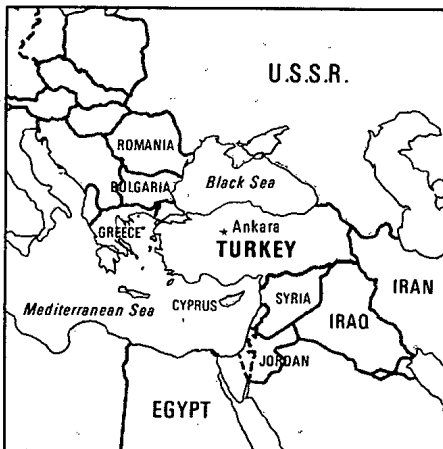 U.S.S.R.
ROMANIA
BULGARIA
Black Sea
GREECE
Ankara
TURKEY
Mediterranean Sea
CYPRUS
SYRIA
IRAN
IRAQ
JORDAN
EGYPT